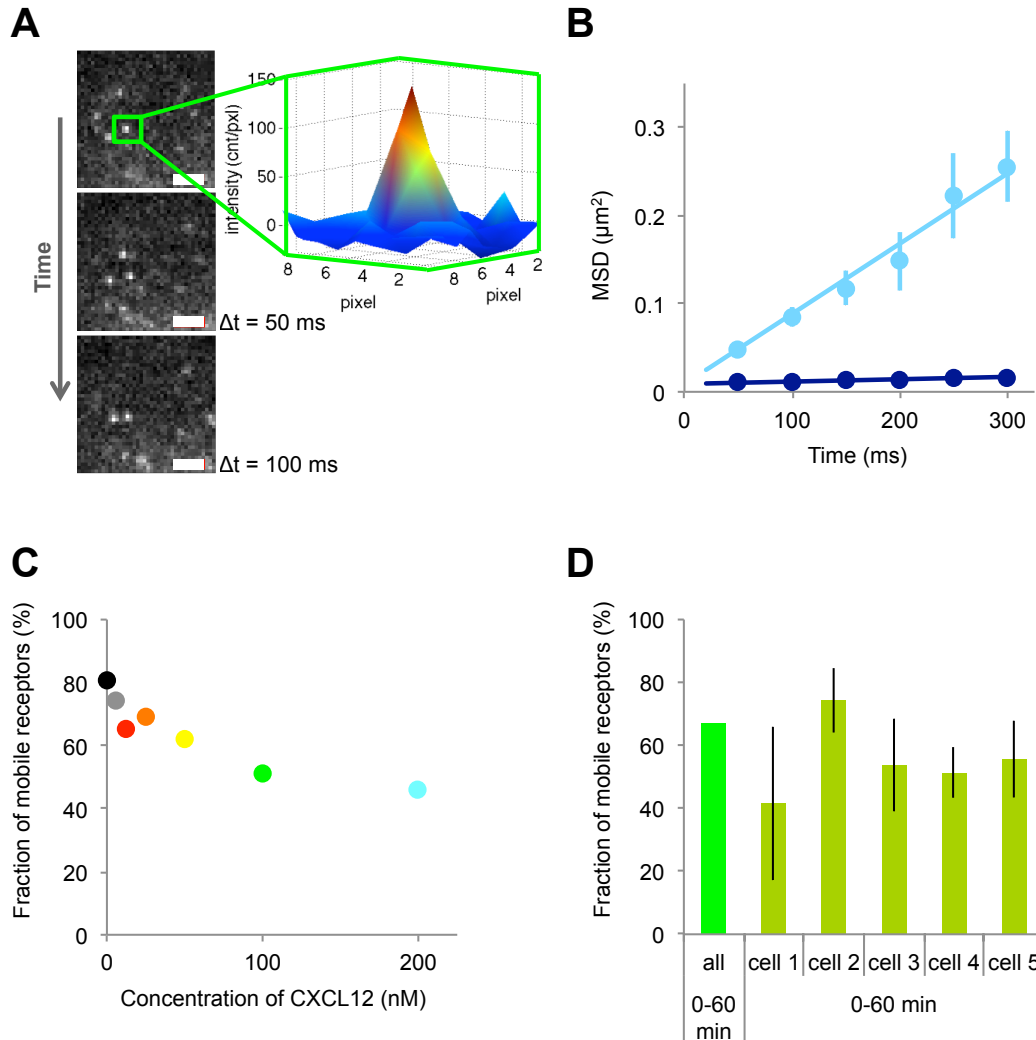 A
Time
Δt = 50 ms
Δt = 100 ms
intensity (cnt/pxl)
150
100
50
0
8
6
4
2
pixel
8
6
4
2
pixel
B
MSD (µm²)
0.3
0.2
0.1
0
0
100
200
300
Time (ms)
C
Fraction of mobile receptors (%)
100
80
60
40
20
0
0
100
200
Concentration of CXCL12 (nM)
D
Fraction of mobile receptors (%)
100
80
60
40
20
0
all
cell 1
cell 2
cell 3
cell 4
cell 5
0-60
min
0-60 min